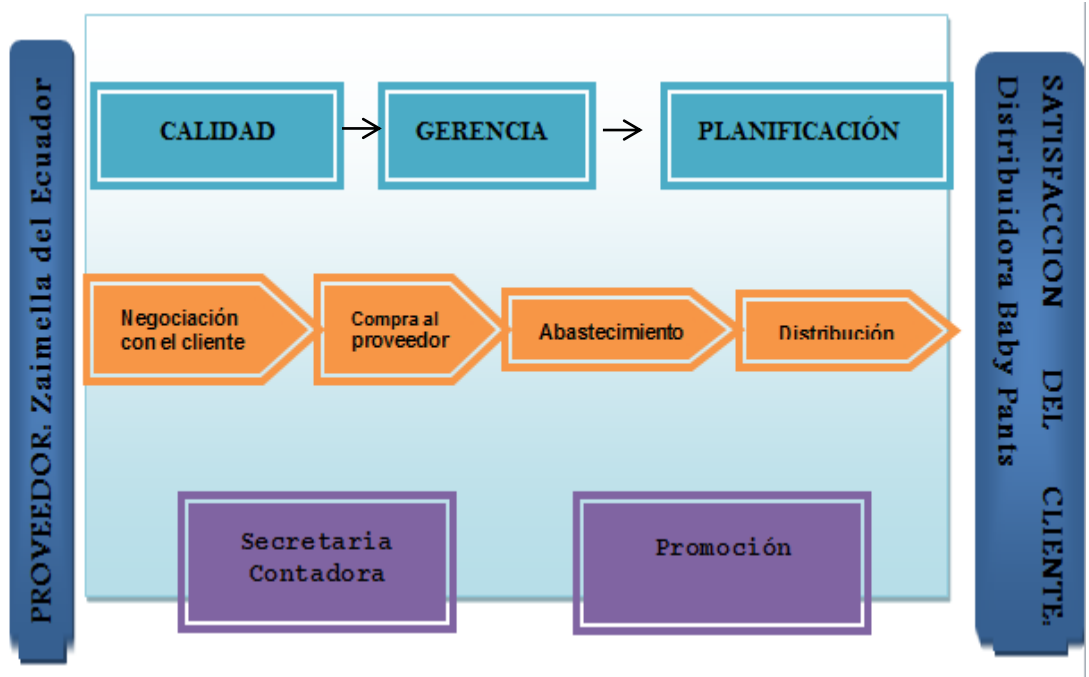 PROVEEDOR. Zaimella del Ecuador
CALIDAD
GERENCIA
PLANIFICACIÓN
Negociación
con el cliente
Compra al
proveedor
Abastecimiento
Distribución
Secretaria
Contadora
Promoción
SATISFACCION DEL CLIENTE.
Distribuidora Baby Pants